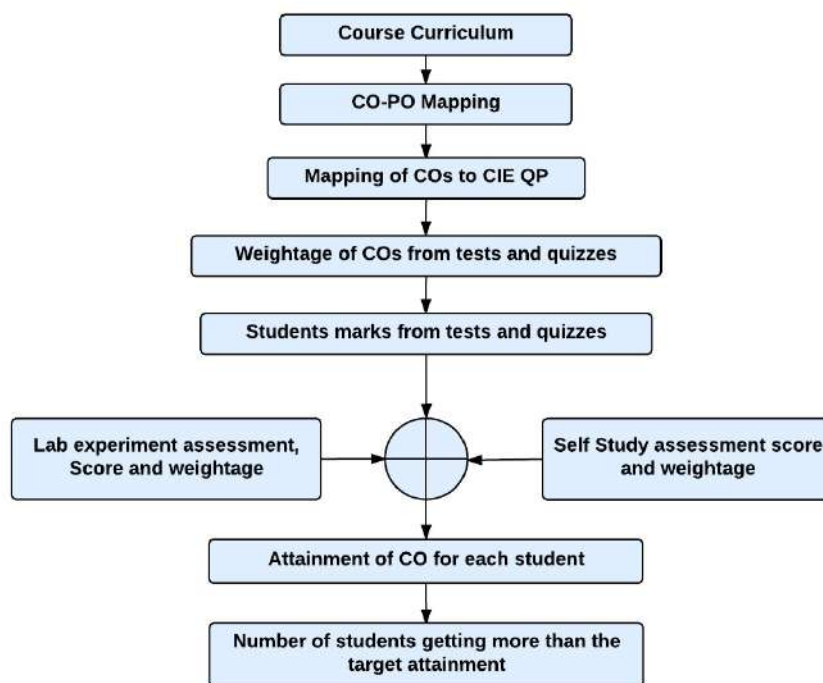 Course Curriculum
CO-PO Mapping
Mapping of COs to CIE QP
Weightage of COs from tests and quizzes
Students marks from tests and quizzes
Lab experiment assessment,
Score and weightage
Self Study assessment score
and weightage
Attainment of CO for each student
Number of students getting more than the
target attainment